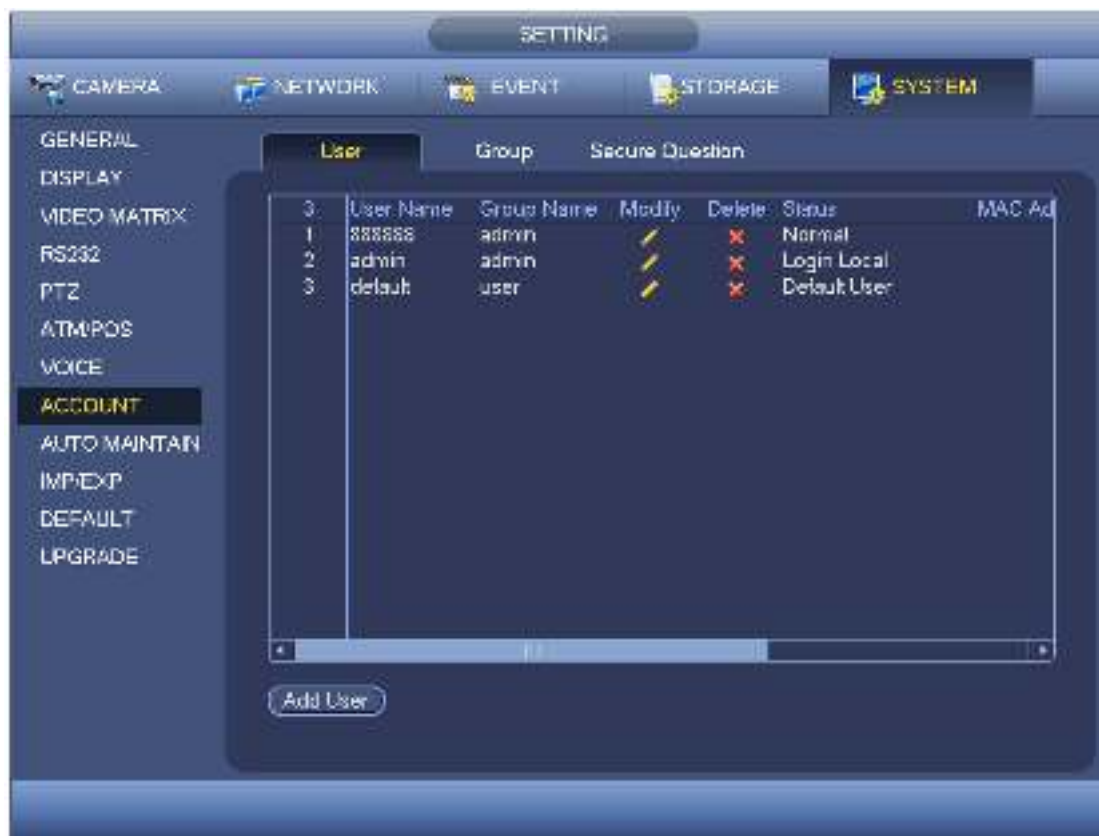 SETTING
CAMERA NETWORK EVENT STORAGE SYSTEM
GENERAL
DISPLAY
VIDEO MATRIX
RS232
PTZ
ATM/POS
VOICE
ACCOUNT
AUTO MAINTAIN
IMP/EXP
DEFAULT
UPGRADE
User Group Secure Question
3 User Name Group Name Modify Delete Status MAC Ad
1 888888 admin Normal
2 admin admin Login Local
3 default user Default User
Add User